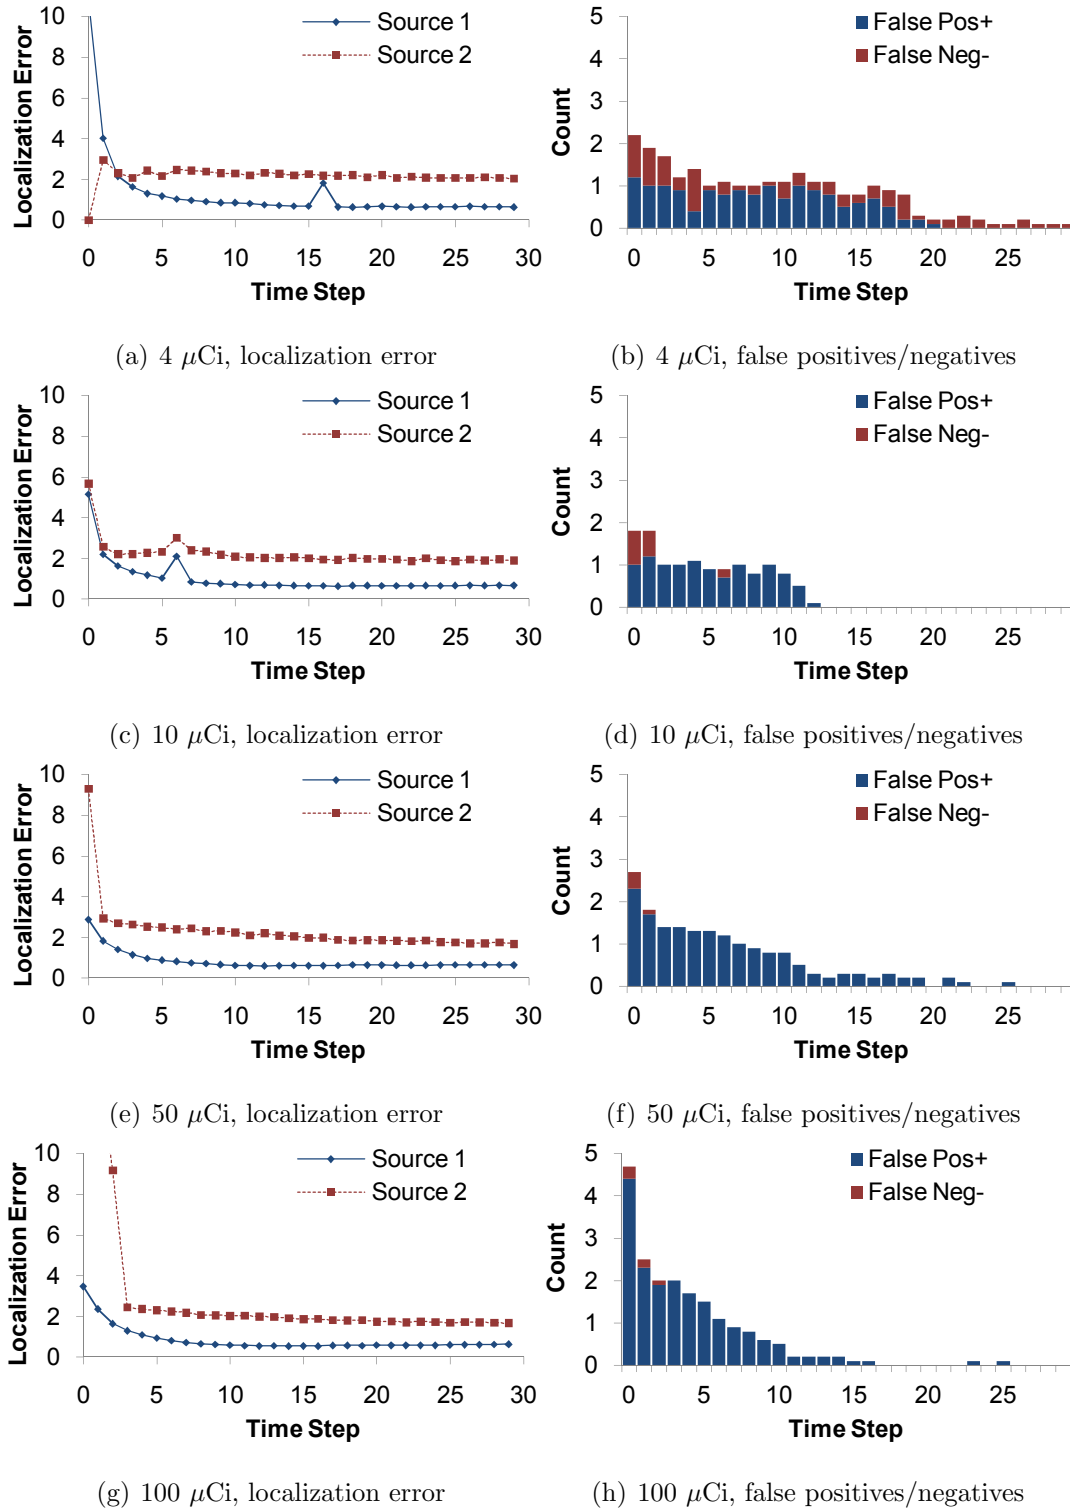 10
8
6
4
2
0
Localization Error
Source 1
Source 2
0 5 10 15 20 25 30
Time Step
5
4
3
2
1
0
Count
False Pos+
False Neg-
0 5 10 15 20 25
Time Step
(a) 4 μCi, localization error
(b) 4 μCi, false positives/negatives
10
8
6
4
2
0
Localization Error
Source 1
Source 2
0 5 10 15 20 25 30
Time Step
5
4
3
2
1
0
Count
False Pos+
False Neg-
0 5 10 15 20 25
Time Step
(c) 10 μCi, localization error
(d) 10 μCi, false positives/negatives
10
8
6
4
2
0
Localization Error
Source 1
Source 2
0 5 10 15 20 25 30
Time Step
5
4
3
2
1
0
Count
False Pos+
False Neg-
0 5 10 15 20 25
Time Step
(e) 50 μCi, localization error
(f) 50 μCi, false positives/negatives
10
8
6
4
2
0
Localization Error
Source 1
Source 2
0 5 10 15 20 25 30
Time Step
5
4
3
2
1
0
Count
False Pos+
False Neg-
0 5 10 15 20 25
Time Step
(g) 100 μCi, localization error
(h) 100 μCi, false positives/negatives